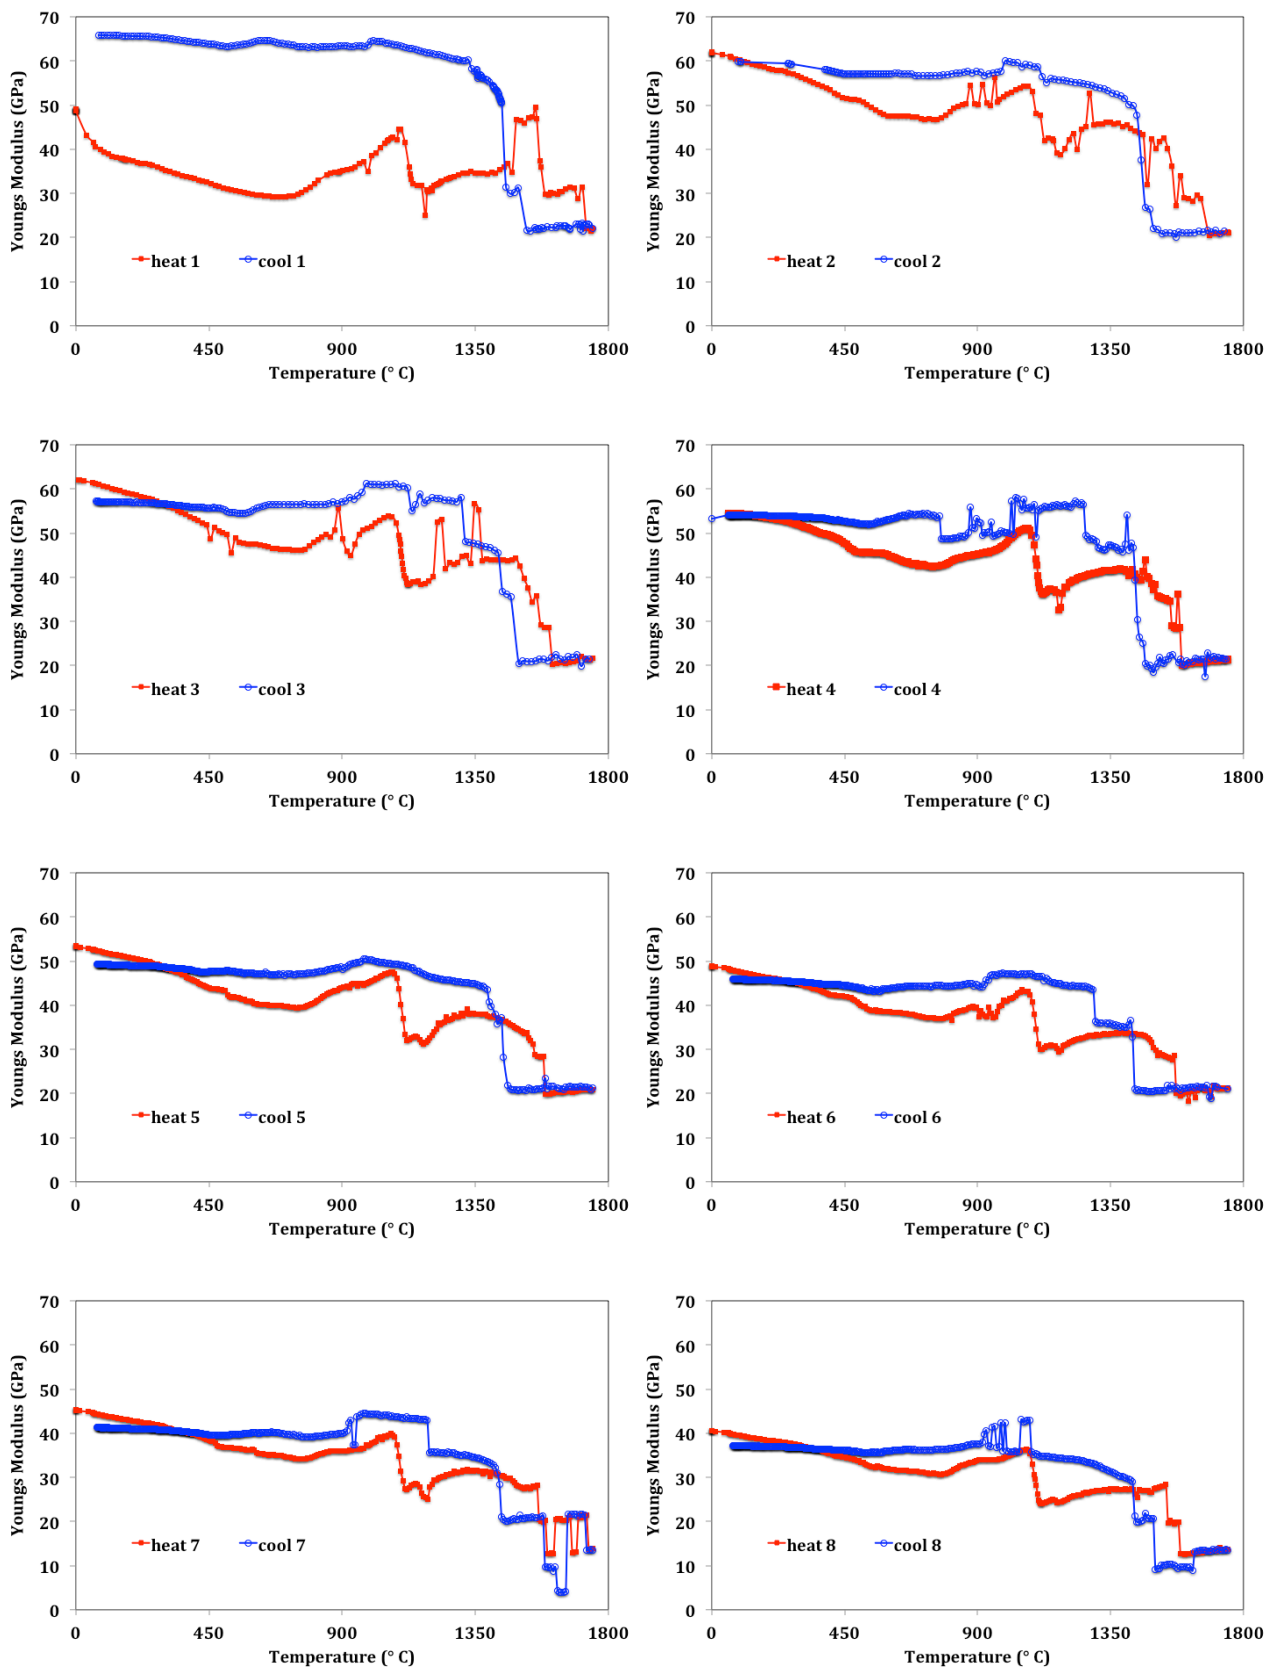 70
60
50
40
30
20
10
0
Youngs Modulus (GPa)
heat 1 cool 1
0 450 900 1350 1800
Temperature (° C)
70
60
50
40
30
20
10
0
Youngs Modulus (GPa)
heat 2 cool 2
0 450 900 1350 1800
Temperature (° C)
70
60
50
40
30
20
10
0
Youngs Modulus (GPa)
heat 3 cool 3
0 450 900 1350 1800
Temperature (° C)
70
60
50
40
30
20
10
0
Youngs Modulus (GPa)
heat 4 cool 4
0 450 900 1350 1800
Temperature (° C)
70
60
50
40
30
20
10
0
Youngs Modulus (GPa)
heat 5 cool 5
0 450 900 1350 1800
Temperature (° C)
70
60
50
40
30
20
10
0
Youngs Modulus (GPa)
heat 6 cool 6
0 450 900 1350 1800
Temperature (° C)
70
60
50
40
30
20
10
0
Youngs Modulus (GPa)
heat 7 cool 7
0 450 900 1350 1800
Temperature (° C)
70
60
50
40
30
20
10
0
Youngs Modulus (GPa)
heat 8 cool 8
0 450 900 1350 1800
Temperature (° C)